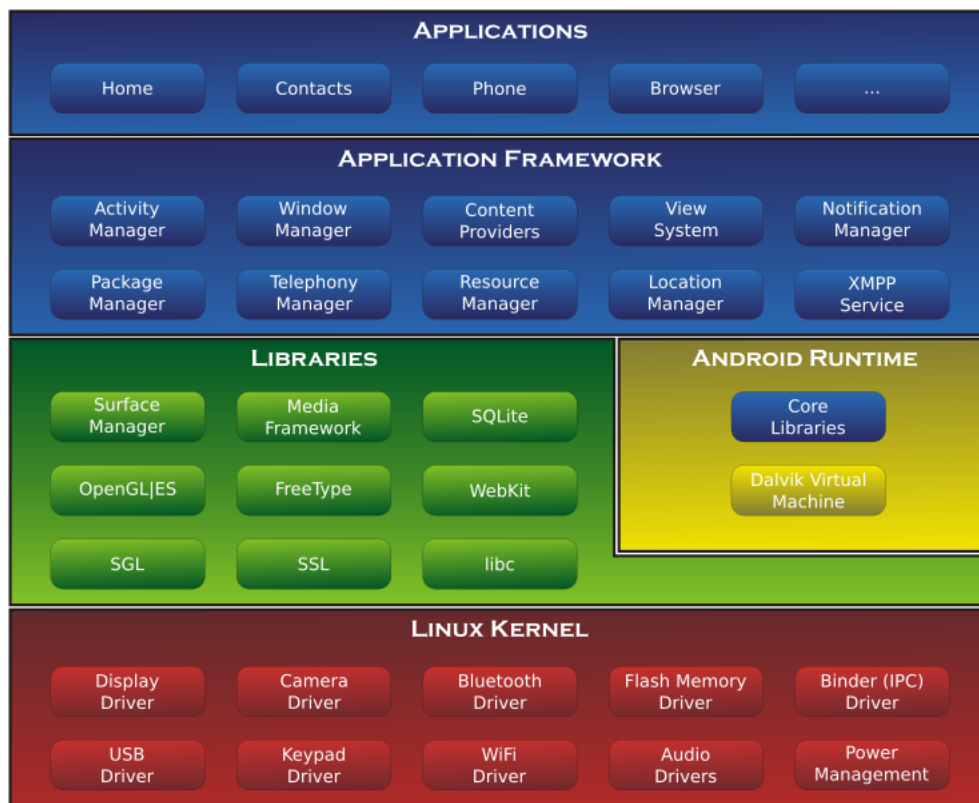 APPLICATIONS
Home
Contacts
Phone
Browser
...
APPLICATION FRAMEWORK
Activity
Manager
Window
Manager
Content
Providers
View
System
Notification
Manager
Package
Manager
Telephony
Manager
Resource
Manager
Location
Manager
XMPP
Service
LIBRARIES
Surface
Manager
Media
Framework
SQLite
OpenGL|ES
FreeType
WebKit
SGL
SSL
libc
ANDROID RUNTIME
Core
Libraries
Dalvik Virtual
Machine
LINUX KERNEL
Display
Driver
Camera
Driver
Bluetooth
Driver
Flash Memory
Driver
Binder (IPC)
Driver
USB
Driver
Keypad
Driver
WiFi
Driver
Audio
Drivers
Power
Management